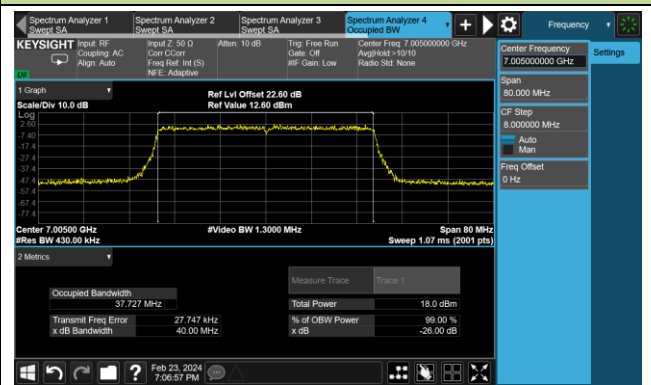 Spectrum Analyzer 1
Swept SA
Spectrum Analyzer 2
Swept SA
Spectrum Analyzer 3
Swept SA
Spectrum Analyzer 4
Occupied BW
Frequency
KEYSIGHT
Input: RF
Coupling: AC
Align: Auto
Input Z: 50 Ω
Corr CCorr
Freq Ref: Int (S)
NFE: Adaptive
Atten: 10 dB
Trig: Free Run
Gate: Off
#IF Gain: Low
Center Freq: 7.005000000 GHz
Avg|Hold:>10/10
Radio Std: None
Center Frequency
7.005000000 GHz
Settings
Span
80.000 MHz
CF Step
8.000000 MHz
Auto
Man
Freq Offset
0 Hz
1 Graph
Scale/Div 10.0 dB
Ref Lvl Offset 22.60 dB
Ref Value 12.60 dBm
Log
2.60
-7.40
-17.4
-27.4
-37.4
-47.4
-57.4
-67.4
-77.4
Center 7.00500 GHz
#Res BW 430.00 kHz
#Video BW 1.3000 MHz
Span 80 MHz
Sweep 1.07 ms (2001 pts)
2 Metrics
Measure Trace
Trace 1
Occupied Bandwidth
37.727 MHz
Total Power
18.0 dBm
Transmit Freq Error
27.747 kHz
% of OBW Power
99.00 %
x dB Bandwidth
40.00 MHz
x dB
-26.00 dB
Feb 23, 2024
7:06:57 PM